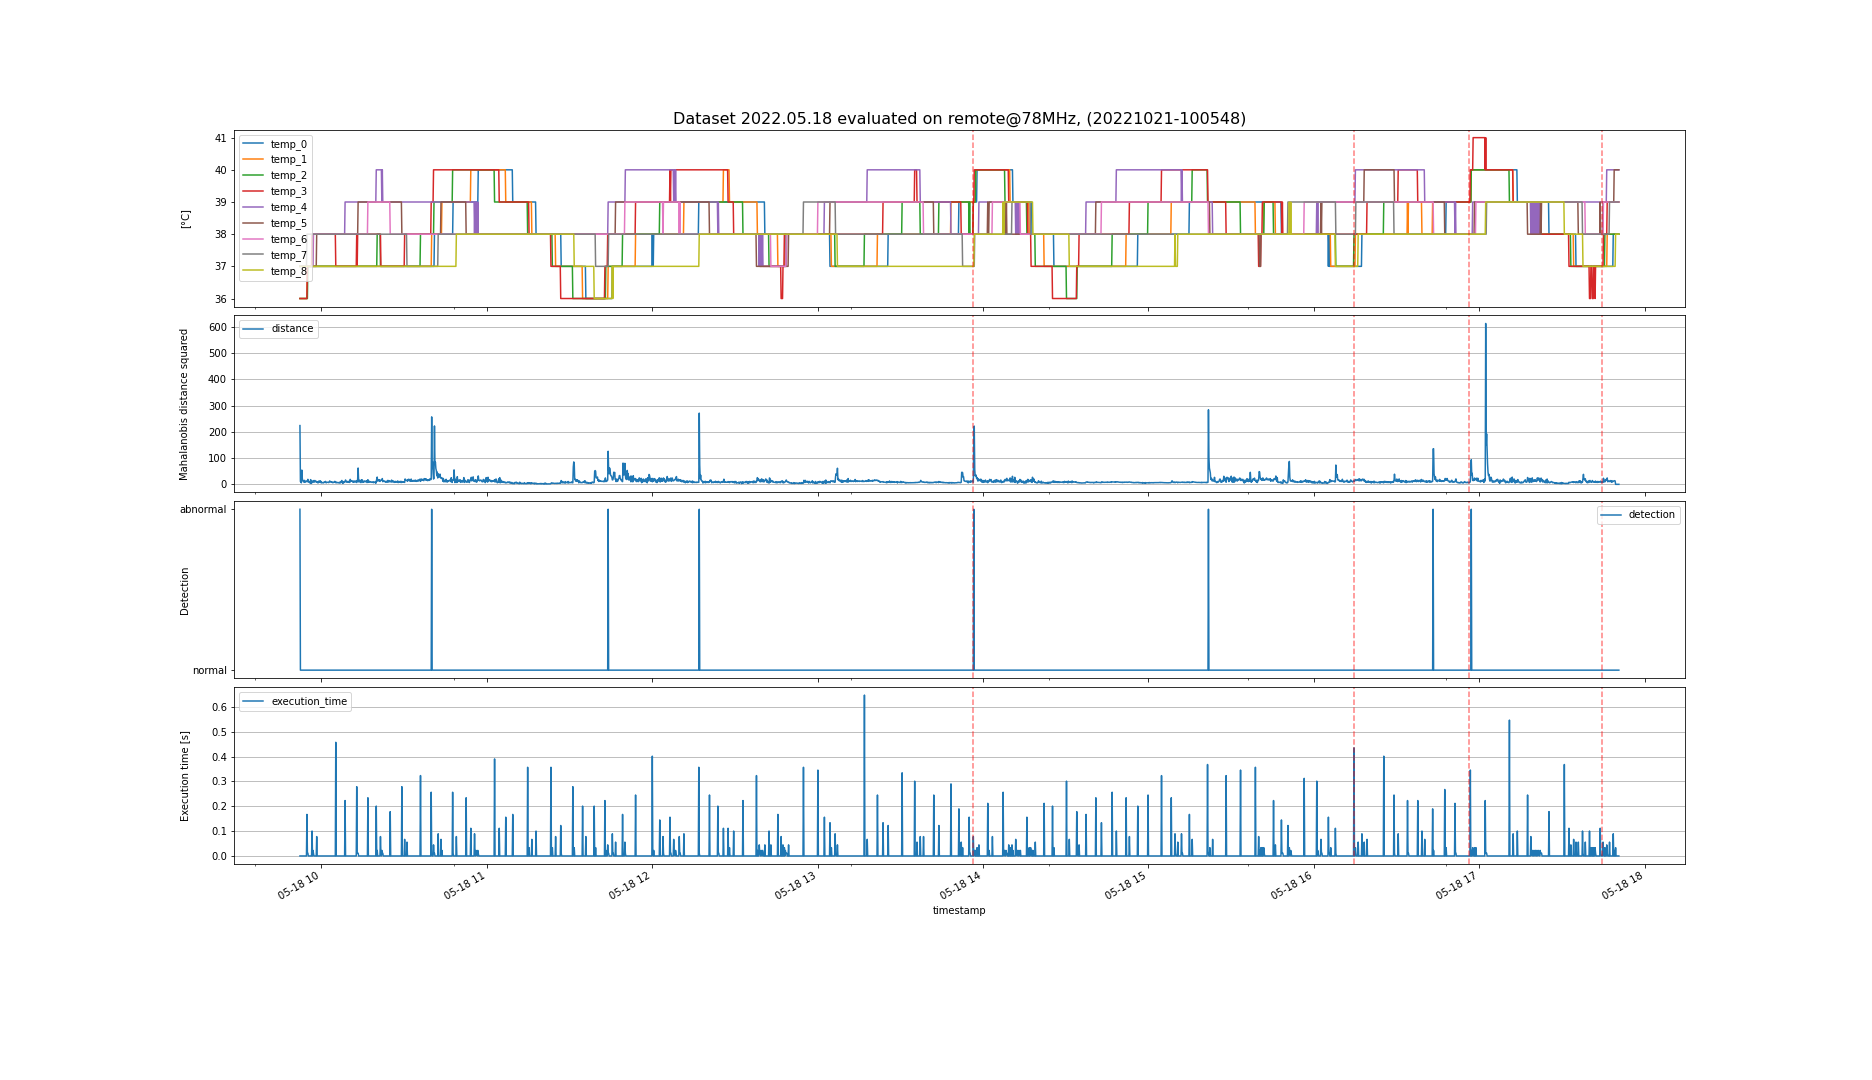 Dataset 2022.05.18 evaluated on remote@78MHz, (20221021-100548)
[°C]
41
40
39
38
37
36
temp_0
temp_1
temp_2
temp_3
temp_4
temp_5
temp_6
temp_7
temp_8
Mahalanobis distance squared
600
500
400
300
200
100
0
distance
Detection
abnormal
normal
detection
Execution time [s]
0.6
0.5
0.4
0.3
0.2
0.1
0.0
execution_time
05-18 10
05-18 11
05-18 12
05-18 13
05-18 14
05-18 15
05-18 16
05-18 17
05-18 18
timestamp